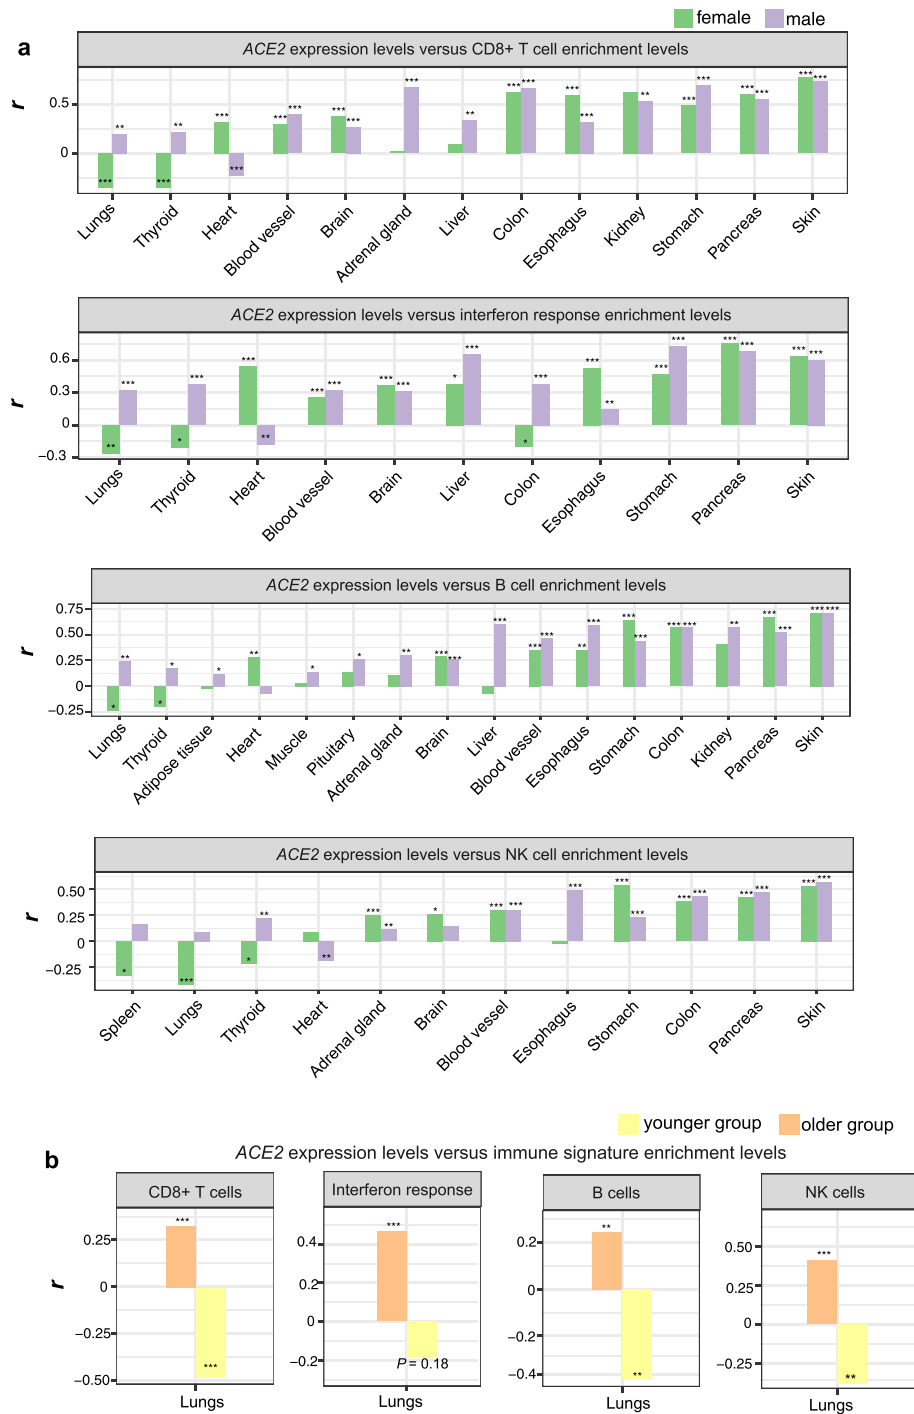 female male
a
ACE2 expression levels versus CD8+ T cell enrichment levels
r
0.5
0
*** ** *** ** *** *** *** *** *** *** *** ** *** *** *** *** ** *** *** *** *** *** ***
Lungs Thyroid Heart Blood vessel Brain Adrenal gland Liver Colon Esophagus Kidney Stomach Pancreas Skin
ACE2 expression levels versus interferon response enrichment levels
r
0.6
0.3
0
−0.3
** *** * *** *** ** *** *** *** *** * *** * *** *** ** *** *** *** *** *** ***
Lungs Thyroid Heart Blood vessel Brain Liver Colon Esophagus Stomach Pancreas Skin
ACE2 expression levels versus B cell enrichment levels
r
0.75
0.50
0.25
0
−0.25
* ** * * * ** * * ** *** *** *** *** *** ** *** *** *** *** *** ** *** *** *** ***
Lungs Thyroid Adipose tissue Heart Muscle Pituitary Adrenal gland Brain Liver Blood vessel Esophagus Stomach Colon Kidney Pancreas Skin
ACE2 expression levels versus NK cell enrichment levels
r
0.50
0.25
0
−0.25
* *** * ** ** *** ** * *** *** *** *** *** *** *** *** *** *** ***
Spleen Lungs Thyroid Heart Adrenal gland Brain Blood vessel Esophagus Stomach Colon Pancreas Skin
younger group older group
b
ACE2 expression levels versus immune signature enrichment levels
CD8+ T cells
r
0.25
0
−0.25
−0.50
***
***
Lungs
Interferon response
0.4
0.2
0
−0.2
***
P = 0.18
Lungs
B cells
0.2
0
−0.2
−0.4
**
**
Lungs
NK cells
0.50
0.25
0
−0.25
***
**
Lungs